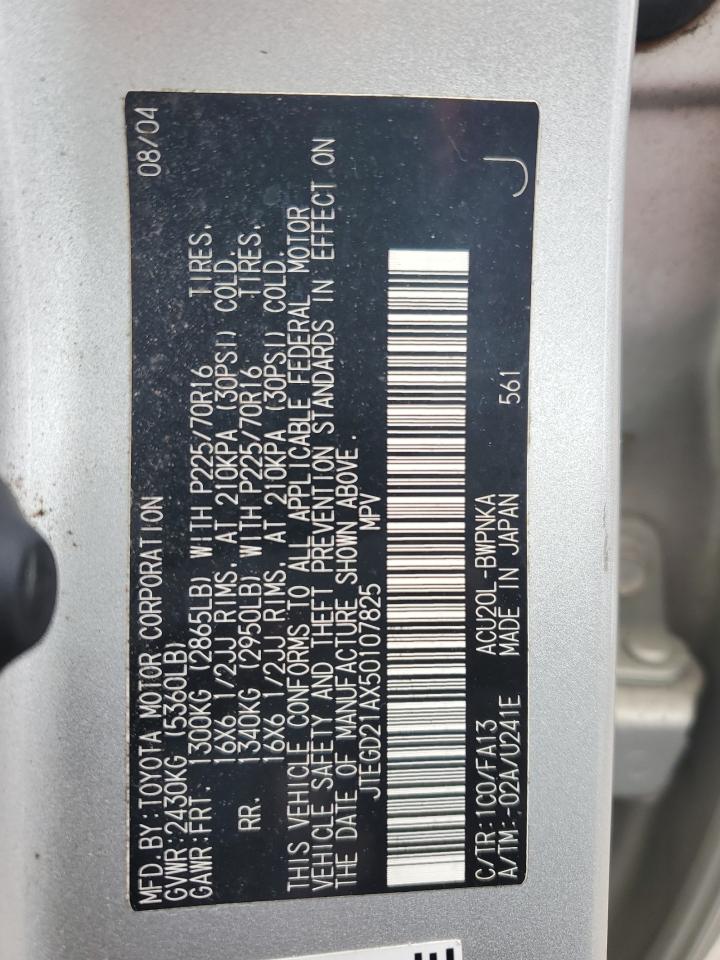 MFD. BY: TOYOTA MOTOR CORPORATION 08/04
GVWR: 2430KG (5360LB)
GAWR: FRT. 1300KG (2865LB) WITH P225/70R16 TIRES,
16X6 1/2JJ RIMS, AT 210KPA (30PSI) COLD.
RR. 1340KG (2950LB) WITH P225/70R16 TIRES,
16X6 1/2JJ RIMS, AT 210KPA (30PSI) COLD.
THIS VEHICLE CONFORMS TO ALL APPLICABLE FEDERAL MOTOR
VEHICLE SAFETY AND THEFT PREVENTION STANDARDS IN EFFECT ON
THE DATE OF MANUFACTURE SHOWN ABOVE.
JTEGD21AX50107825 MPV
C/TR: 1C0/FA13 ACU20L-BWPNKA
A/TM: -02A/U241E MADE IN JAPAN 561 J